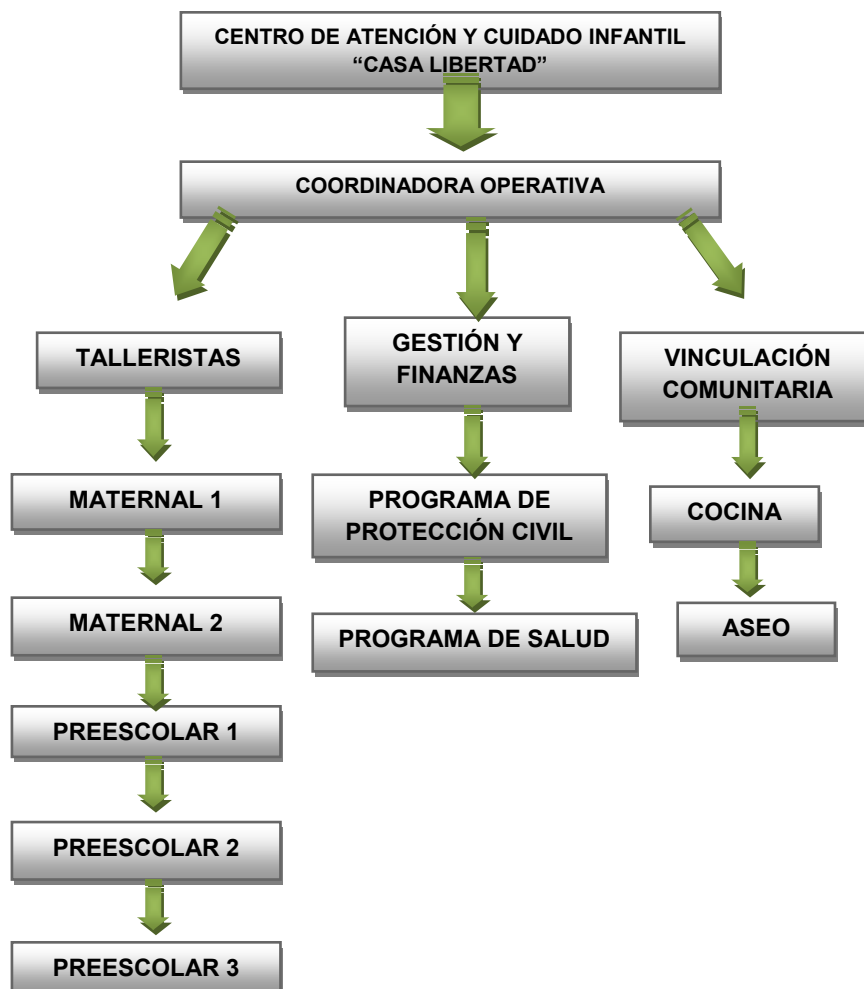 CENTRO DE ATENCIÓN Y CUIDADO INFANTIL
“CASA LIBERTAD”
COORDINADORA OPERATIVA
TALLERISTAS
MATERNAL 1
MATERNAL 2
PREESCOLAR 1
PREESCOLAR 2
PREESCOLAR 3
GESTIÓN Y
FINANZAS
PROGRAMA DE
PROTECCIÓN CIVIL
PROGRAMA DE SALUD
VINCULACIÓN
COMUNITARIA
COCINA
ASEO